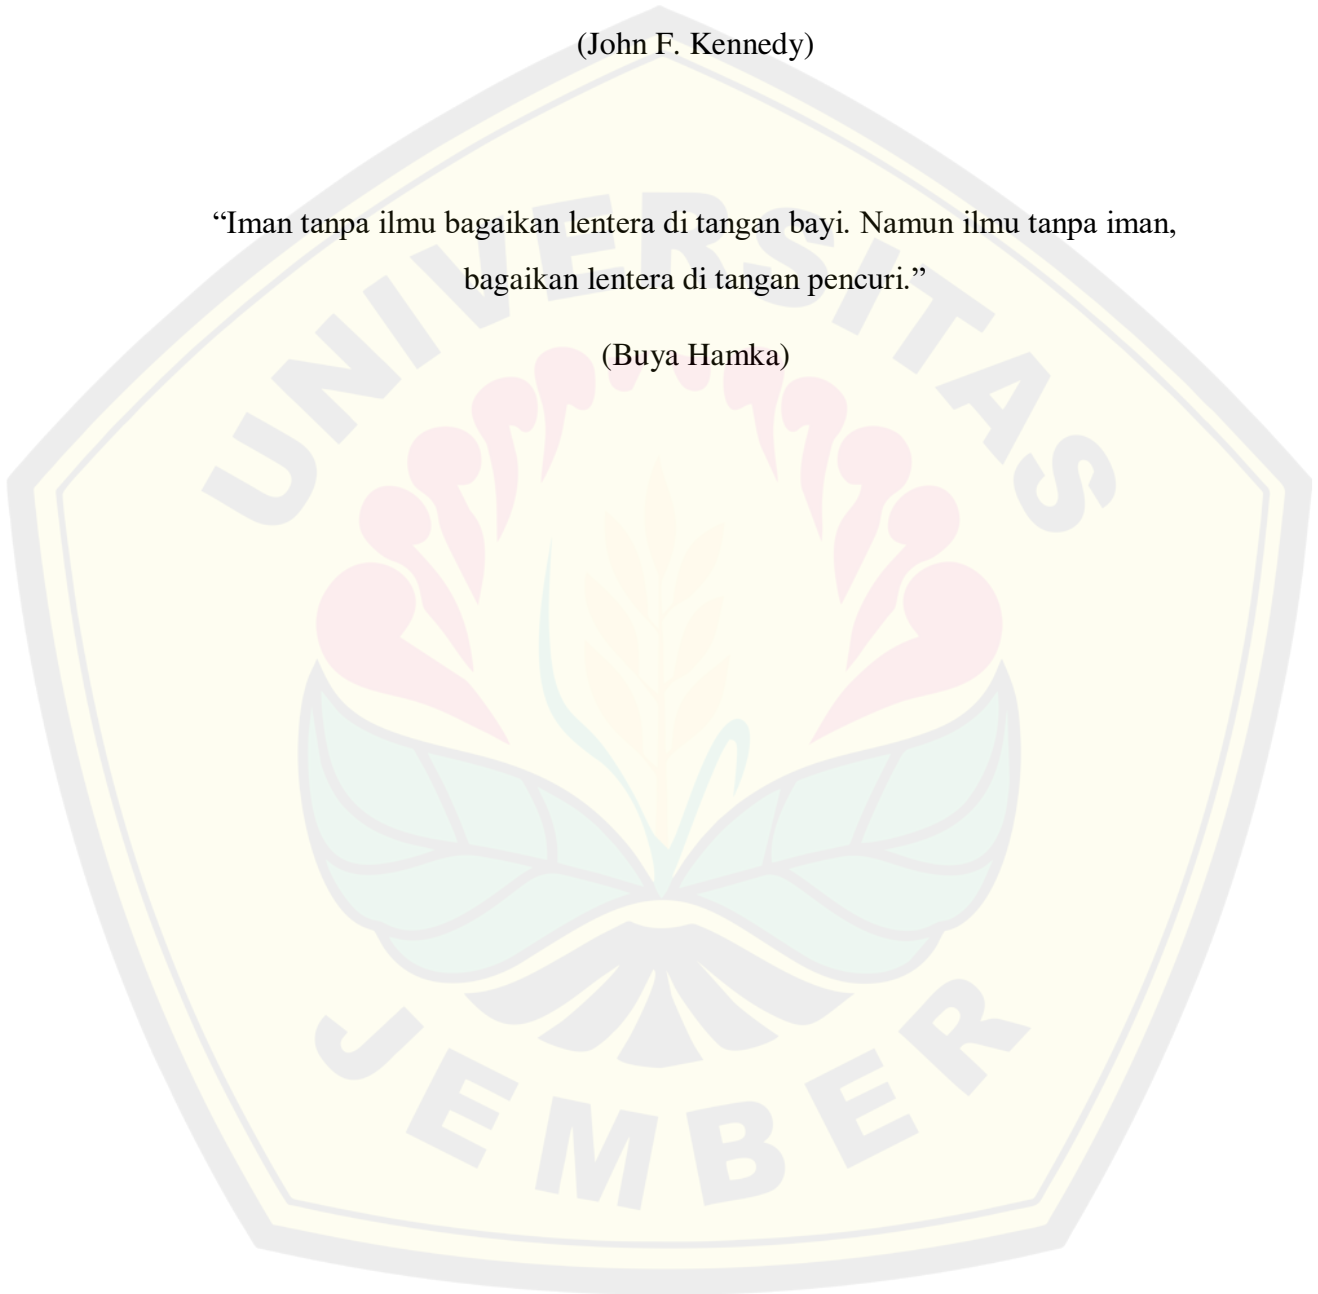 (John F. Kennedy)
“Iman tanpa ilmu bagaikan lentera di tangan bayi. Namun ilmu tanpa iman,
bagaikan lentera di tangan pencuri.”
(Buya Hamka)
UNIVERSITAS
JEMBER